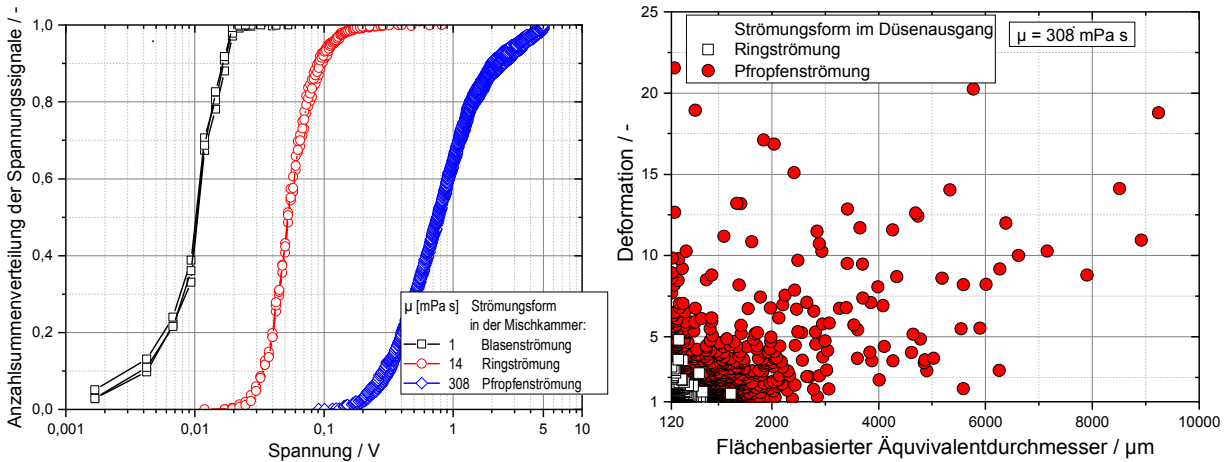 Anzahlsummenverteilung der Spannungssignale / -
1,0
0,8
0,6
0,4
0,2
0,0
μ [mPa s] Strömungsform
in der Mischkammer:
1 Blasenströmung
14 Ringströmung
308 Pfropfenströmung
0,001 0,01 0,1 1 5 10
Spannung / V
Deformation / -
25
20
15
10
5
1
Strömungsform im Düsenausgang
Ringströmung
Pfropfenströmung
μ = 308 mPa s
120 2000 4000 6000 8000 10000
Flächenbasierter Äquvivalentdurchmesser / μm